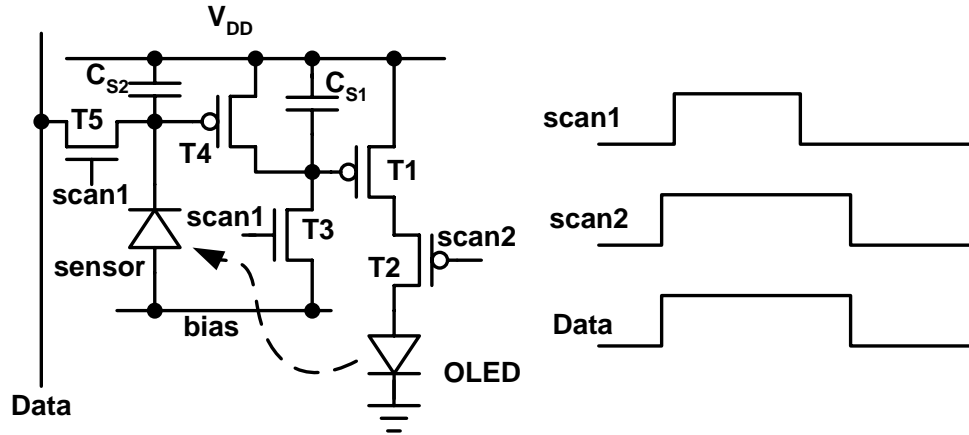 V_DD
C_S2
C_S1
T5
T4
T1
scan1
scan1
T3
scan2
sensor
T2
bias
OLED
Data
scan1
scan2
Data